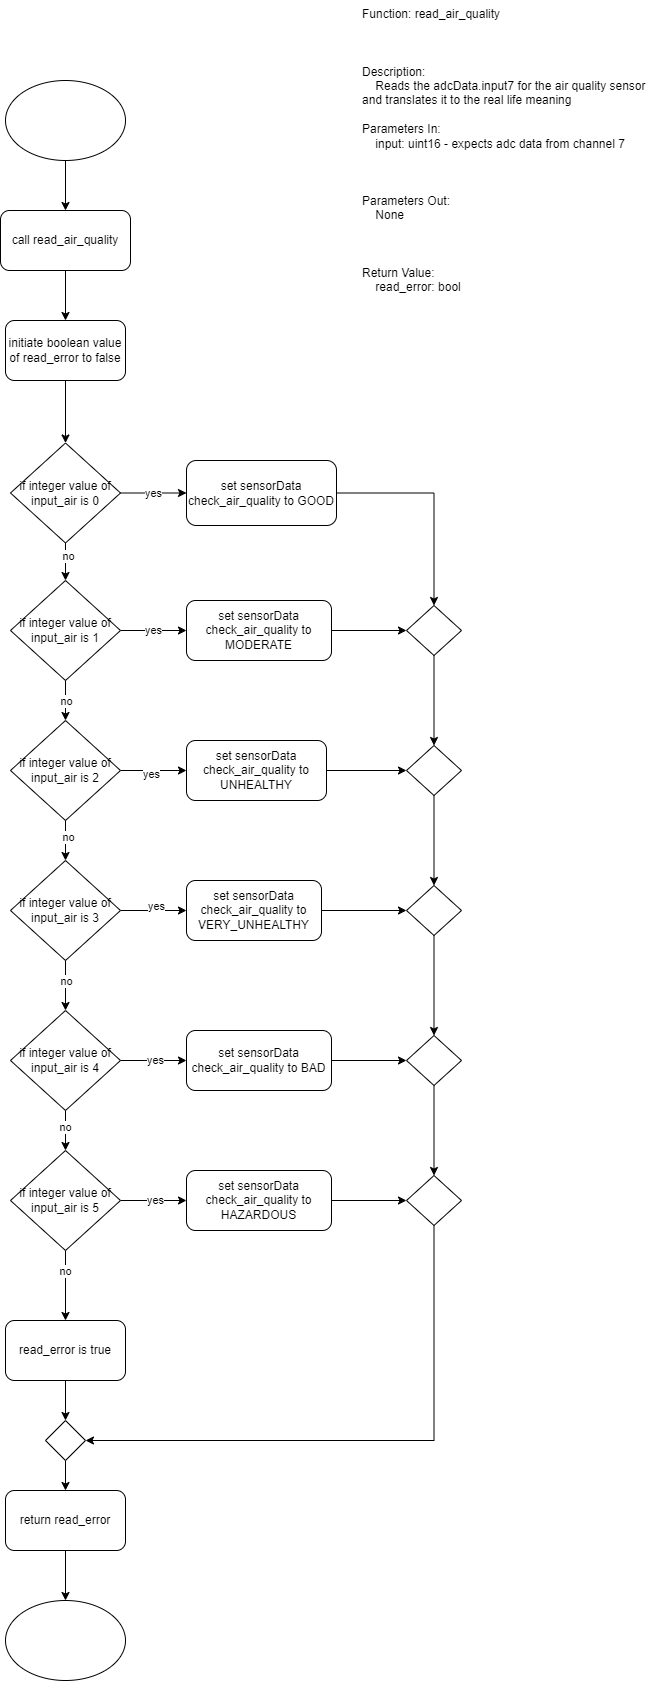 Function: read_air_quality
Description:
Reads the adcData.input7 for the air quality sensor
and translates it to the real life meaning
Parameters In:
input: uint16 - expects adc data from channel 7
Parameters Out:
None
Return Value:
read_error: bool
call read_air_quality
initiate boolean value
of read_error to false
if integer value of
input_air is 0
yes
set sensorData
check_air_quality to GOOD
no
if integer value of
input_air is 1
yes
set sensorData
check_air_quality to
MODERATE
no
if integer value of
input_air is 2
yes
set sensorData
check_air_quality to
UNHEALTHY
no
if integer value of
input_air is 3
yes
set sensorData
check_air_quality to
VERY_UNHEALTHY
no
if integer value of
input_air is 4
yes
set sensorData
check_air_quality to BAD
no
if integer value of
input_air is 5
yes
set sensorData
check_air_quality to
HAZARDOUS
no
read_error is true
return read_error